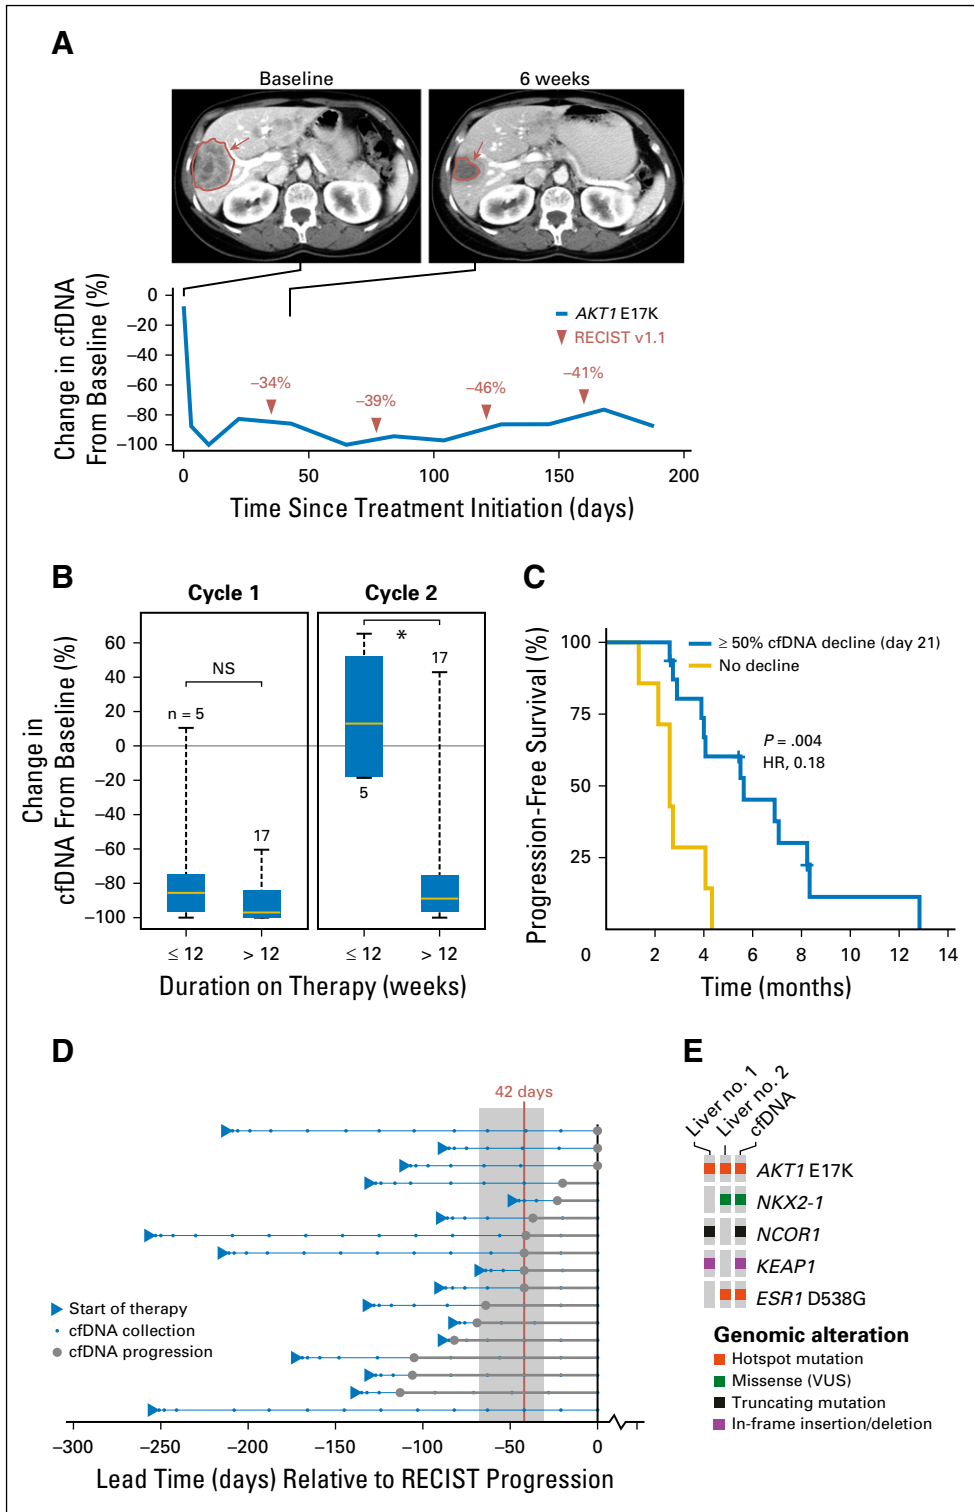 A
Baseline
6 weeks
Change in cfDNA
From Baseline (%)
0
−20
−40
−60
−80
−100
AKT1 E17K
RECIST v1.1
−34%
−39%
−46%
−41%
0
50
100
150
200
Time Since Treatment Initiation (days)
B
Cycle 1
Cycle 2
Change in
cfDNA From Baseline (%)
60
40
20
0
−20
−40
−60
−80
−100
NS
n = 5
17
*
17
5
≤ 12
> 12
≤ 12
> 12
Duration on Therapy (weeks)
C
Progression-Free Survival (%)
100
75
50
25
≥ 50% cfDNA decline (day 21)
No decline
P = .004
HR, 0.18
0
2
4
6
8
10
12
14
Time (months)
D
42 days
Start of therapy
cfDNA collection
cfDNA progression
−300
−250
−200
−150
−100
−50
0
Lead Time (days) Relative to RECIST Progression
E
Liver no. 1
Liver no. 2
cfDNA
AKT1 E17K
NKX2-1
NCOR1
KEAP1
ESR1 D538G
Genomic alteration
Hotspot mutation
Missense (VUS)
Truncating mutation
In-frame insertion/deletion